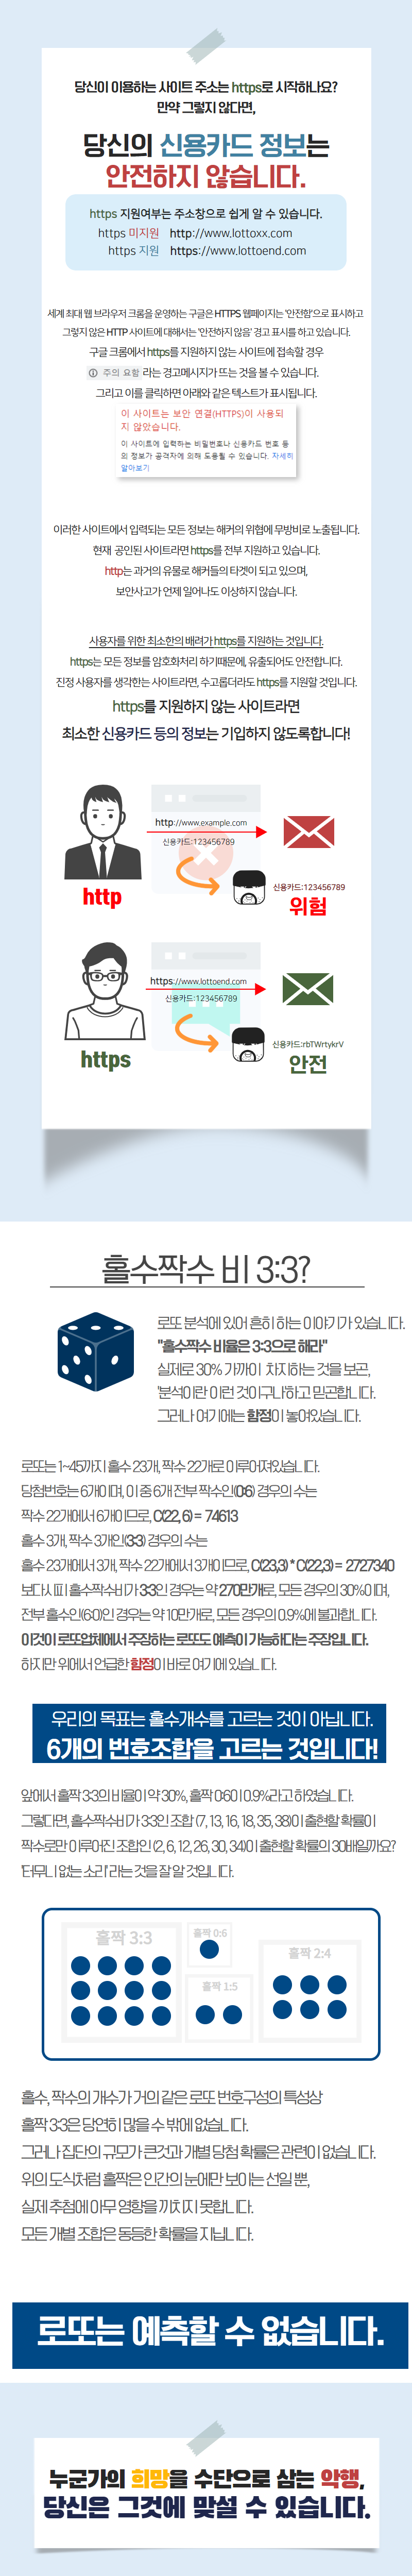 당신이 이용하는 사이트 주소는 https로 시작하나요?
만약 그렇지 않다면,
당신의 신용카드 정보는
안전하지 않습니다.
https 지원여부는 주소창으로 쉽게 알 수 있습니다.
https 미지원 http://www.lottoxx.com
https 지원 https://www.lottoend.com
세계 최대 웹 브라우저 크롬을 운영하는 구글은 HTTPS 웹페이지는 '안전함'으로 표시하고
그렇지 않은 HTTP 사이트에 대해서는 '안전하지 않음' 경고 표시를 하고 있습니다.
구글 크롬에서 https를 지원하지 않는 사이트에 접속할 경우
주의 요함 라는 경고메시지가 뜨는 것을 볼 수 있습니다.
그리고 이를 클릭하면 아래와 같은 텍스트가 표시됩니다.
이 사이트는 보안 연결(HTTPS)이 사용되
지 않았습니다.
이 사이트에 입력하는 비밀번호나 신용카드 번호 등
의 정보가 공격자에 의해 도용될 수 있습니다. 자세히
알아보기
이러한 사이트에서 입력되는 모든 정보는 해커의 위협에 무방비로 노출됩니다.
현재 공인된 사이트라면 https를 전부 지원하고 있습니다.
http는 과거의 유물로 해커들의 타겟이 되고 있으며,
보안사고가 언제 일어나도 이상하지 않습니다.
사용자를 위한 최소한의 배려가 https를 지원하는 것입니다.
https는 모든 정보를 암호화처리 하기때문에, 유출되어도 안전합니다.
진정 사용자를 생각한는 사이트라면, 수고롭더라도 https를 지원할 것입니다.
https를 지원하지 않는 사이트라면
최소한 신용카드 등의 정보는 기입하지 않도록합니다!
http://www.example.com
신용카드:123456789
신용카드:123456789
http
위험
https://www.lottoend.com
신용카드:123456789
신용카드:rbTWrtykrV
https
안전
홀수짝수 비 3:3?
로또 분석에 있어 흔히 하는 이야기가 있습니다.
"홀수짝수 비율은 3:3으로 해라"
실제로 30% 가까이 차지하는 것을 보곤,
'분석이란 이런 것이구나'하고 믿곤합니다.
그러나 여기에는 함정이 놓여있습니다.
로또는 1~45까지 홀수 23개, 짝수 22개로 이루어져있습니다.
당첨번호는 6개이며, 이 중 6개 전부 짝수인(0:6) 경우의 수는
짝수 22개에서 6개이므로, C(22, 6) = 74613
홀수 3개, 짝수 3개인(3:3) 경우의 수는
홀수 23개에서 3개, 짝수 22개에서 3개이므로, C(23,3) * C(22,3) = 2727340
보다시피 홀수짝수비가 3:3인 경우는 약 270만개로, 모든 경우의 30%이며,
전부 홀수인(6:0)인 경우는 약 10만개로, 모든 경우의 0.9%에 불과합니다.
이것이 로또업체에서 주장하는 로또도 예측이 가능하다는 주장입니다.
하지만 위에서 언급한 함정이 바로 여기에 있습니다.
우리의 목표는 홀수개수를 고르는 것이 아닙니다.
6개의 번호조합을 고르는 것입니다!
앞에서 홀짝 3:3의 비율이 약 30%, 홀짝 0:6이 0.9%라고 하였습니다.
그렇다면, 홀수짝수비가 3:3인 조합 (7, 13, 16, 18, 35, 38)이 출현할 확률이
짝수로만 이루어진 조합인 (2, 6, 12, 26, 30, 34)이 출현할 확률의 30배일까요?
'터무니 없는 소리' 라는 것을 잘 알 것입니다.
홀짝 3:3
홀짝 0:6
홀짝 1:5
홀짝 2:4
홀수, 짝수의 개수가 거의 같은 로또 번호구성의 특성상
홀짝 3:3은 당연히 많을 수 밖에 없습니다.
그러나 집단의 규모가 큰것과 개별 당첨 확률은 관련이 없습니다.
위의 도식처럼 홀짝은 인간의 눈에만 보이는 선일 뿐,
실제 추첨에 아무 영향을 끼치지 못합니다.
모든 개별 조합은 동등한 확률을 지닙니다.
로또는 예측할 수 없습니다.
누군가의 희망을 수단으로 삼는 악행,
당신은 그것에 맞설 수 있습니다.